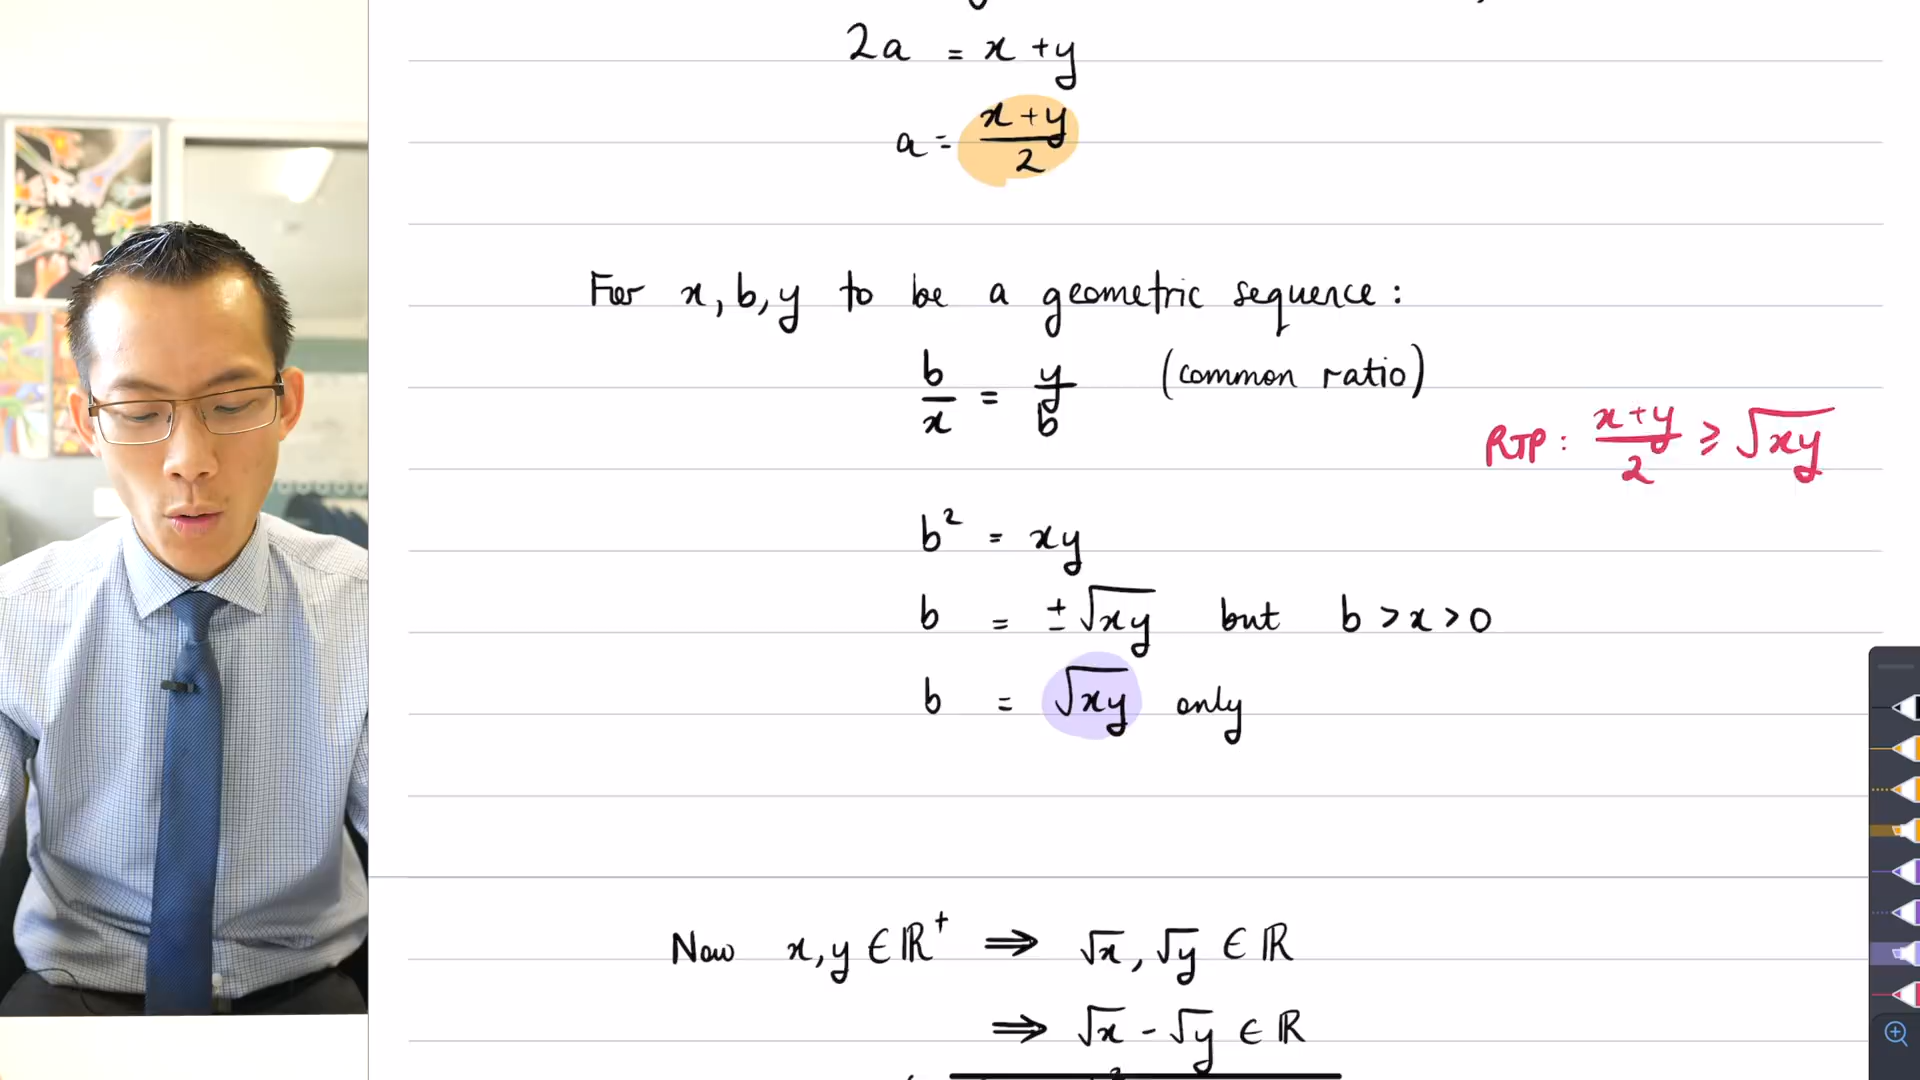 2a = x + y
a = x + y / 2
For x, b, y to be a geometric sequence :
b / x = y / b (common ratio)
RTP : x + y / 2 ⩾ √xy
b² = xy
b = ± √xy but b > x > 0
b = √xy only
Now x, y ∈ ℝ⁺ ⇒ √x, √y ∈ ℝ
⇒ √x - √y ∈ ℝ